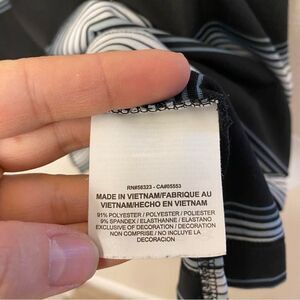 RN#56323 - CA#05553
MADE IN VIETNAM/FABRIQUE AU
VIETNAM/HECHO EN VIETNAM
91% POLYESTER / POLYESTER / POLIESTER
9% SPANDEX / ELASTHANNE / ELASTANO
EXCLUSIVE OF DECORATION / DECORATION
NON COMPRISE / NO INCLUYE LA
DECORACION